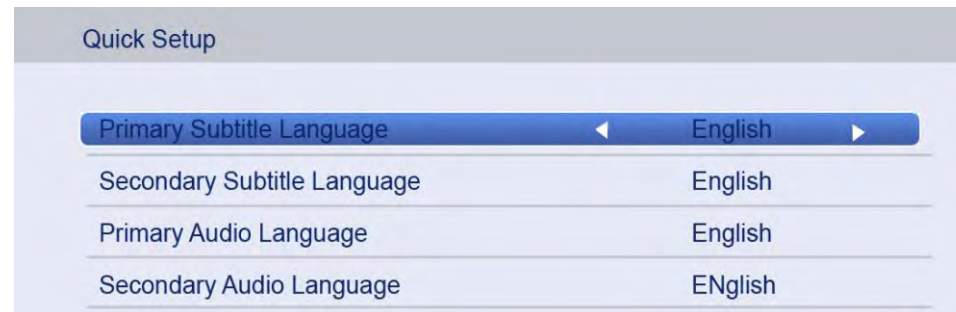 Quick Setup
Primary Subtitle Language English
Secondary Subtitle Language English
Primary Audio Language English
Secondary Audio Language ENglish